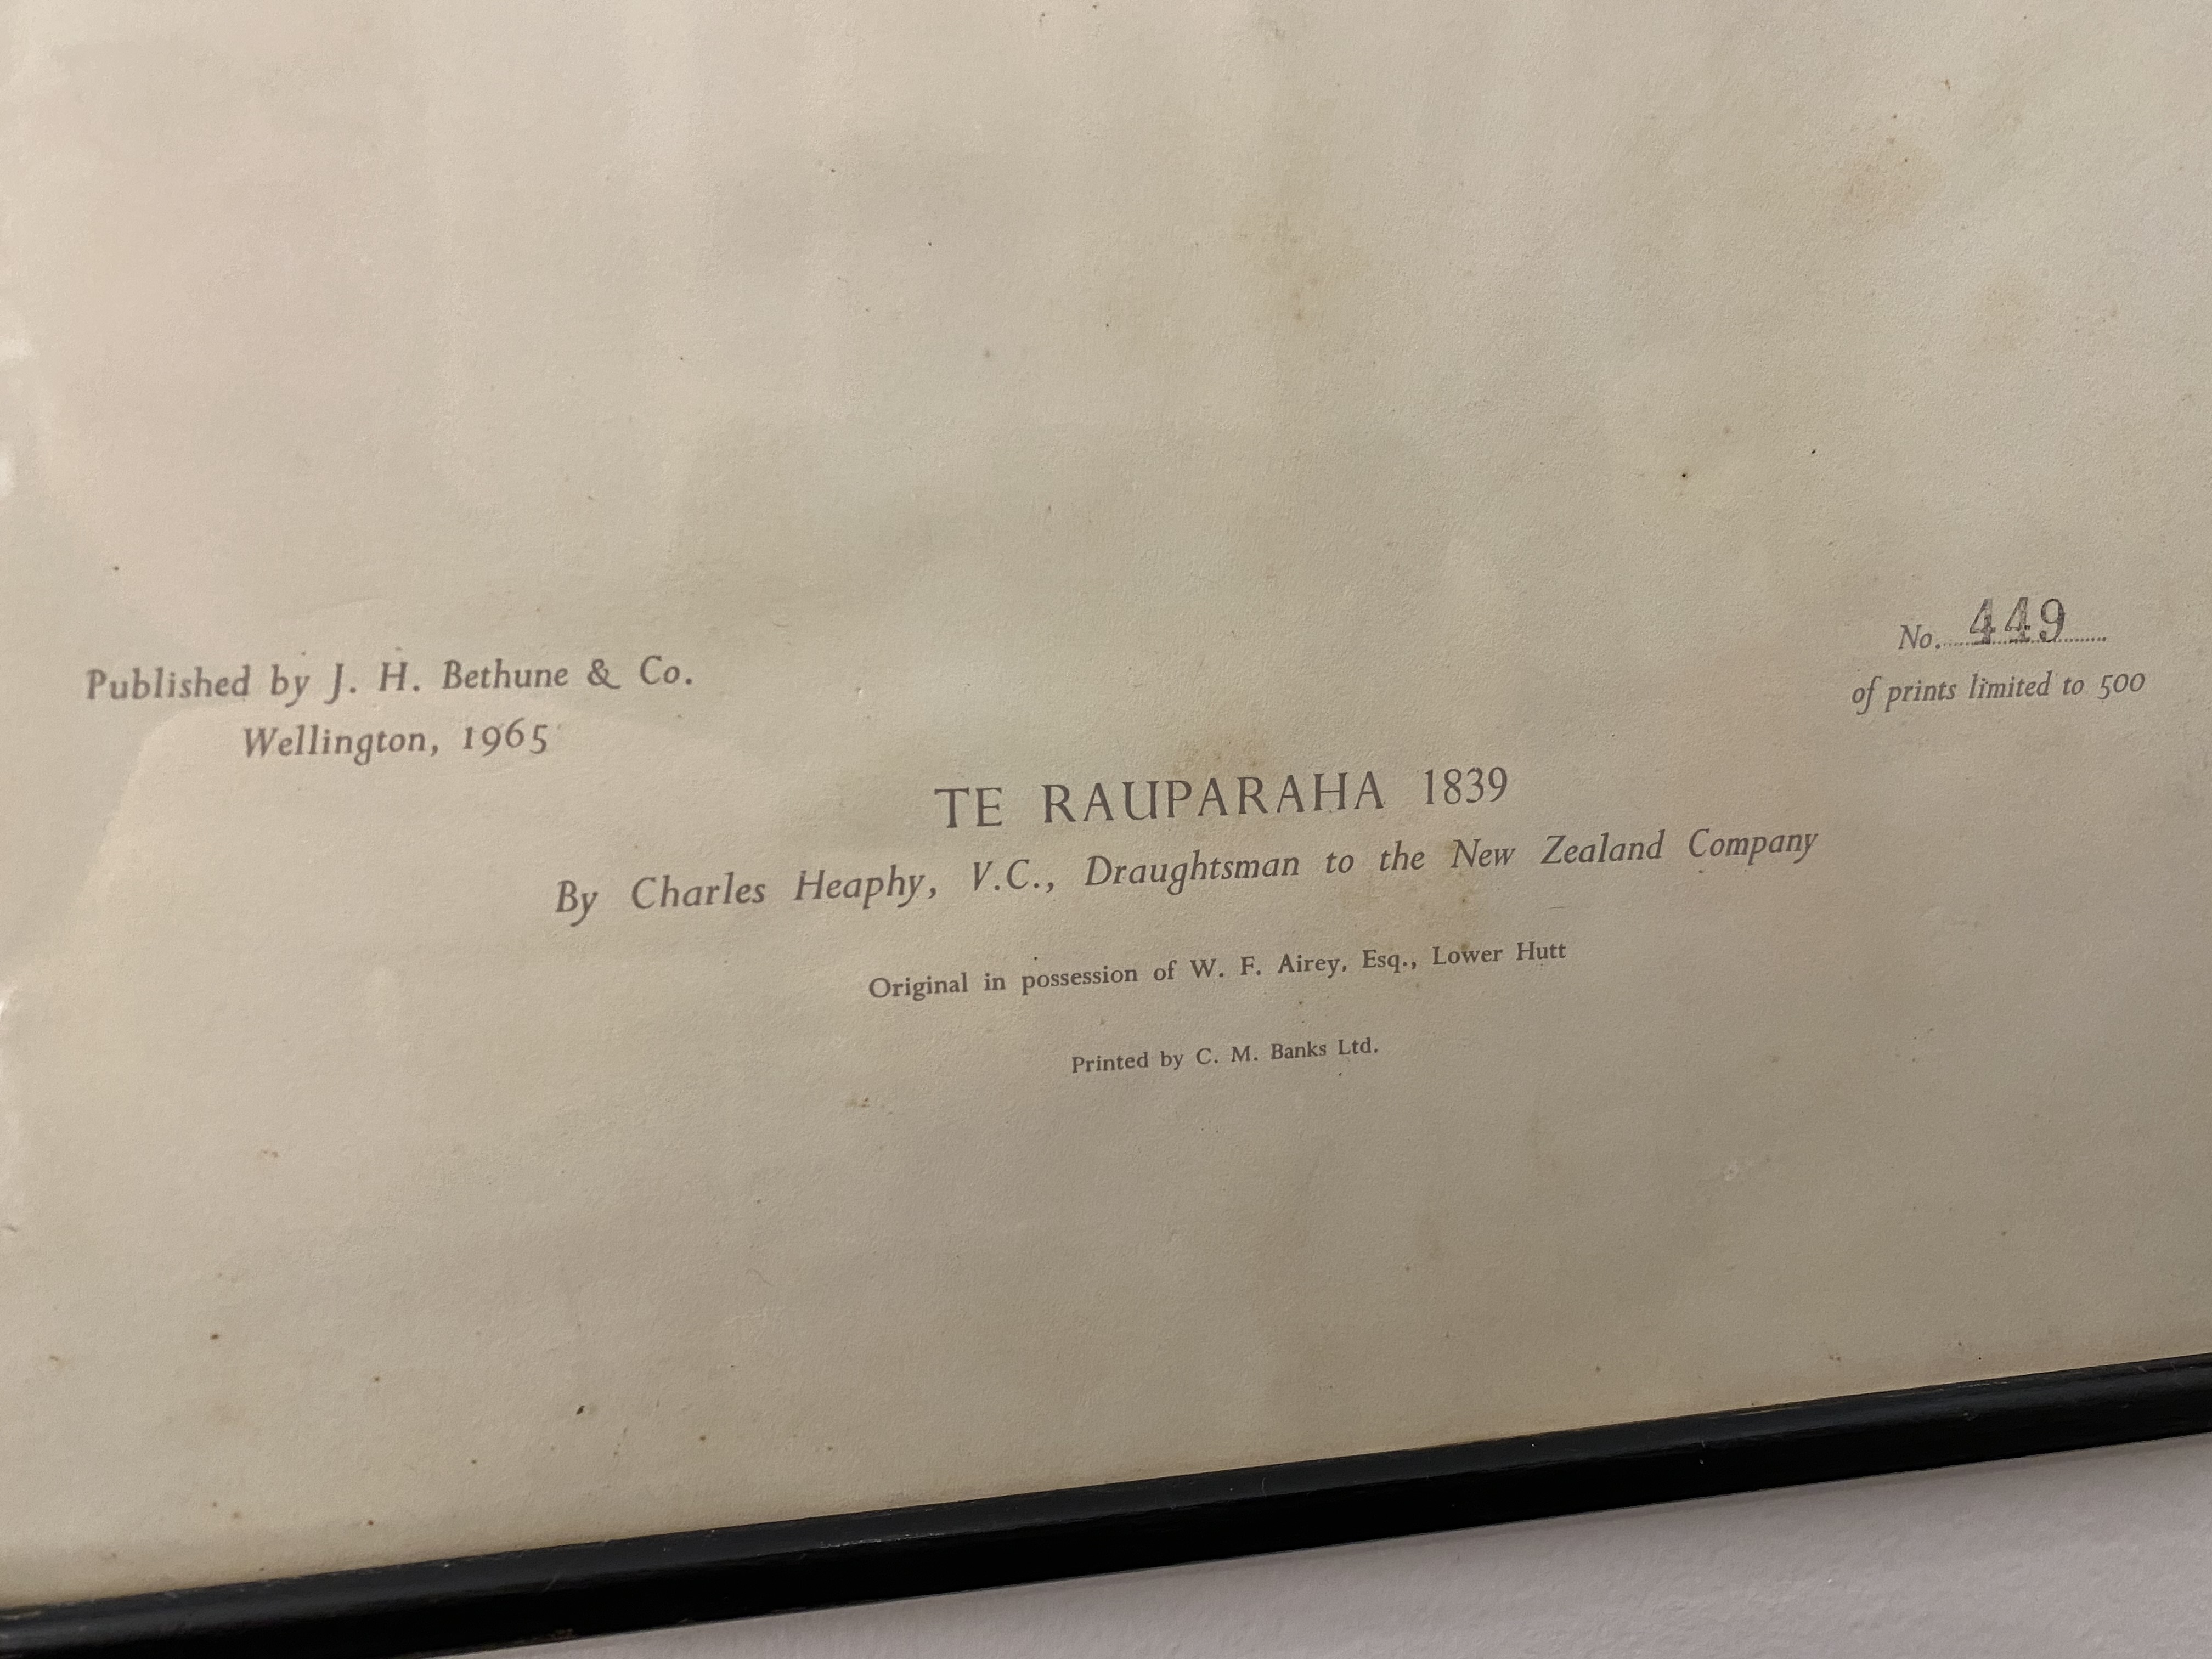 Published by J. H. Bethune & Co.
Wellington, 1965
No. 449
of prints limited to 500
TE RAUPARAHA 1839
By Charles Heaphy, V.C., Draughtsman to the New Zealand Company
Original in possession of W. F. Airey, Esq., Lower Hutt
Printed by C. M. Banks Ltd.